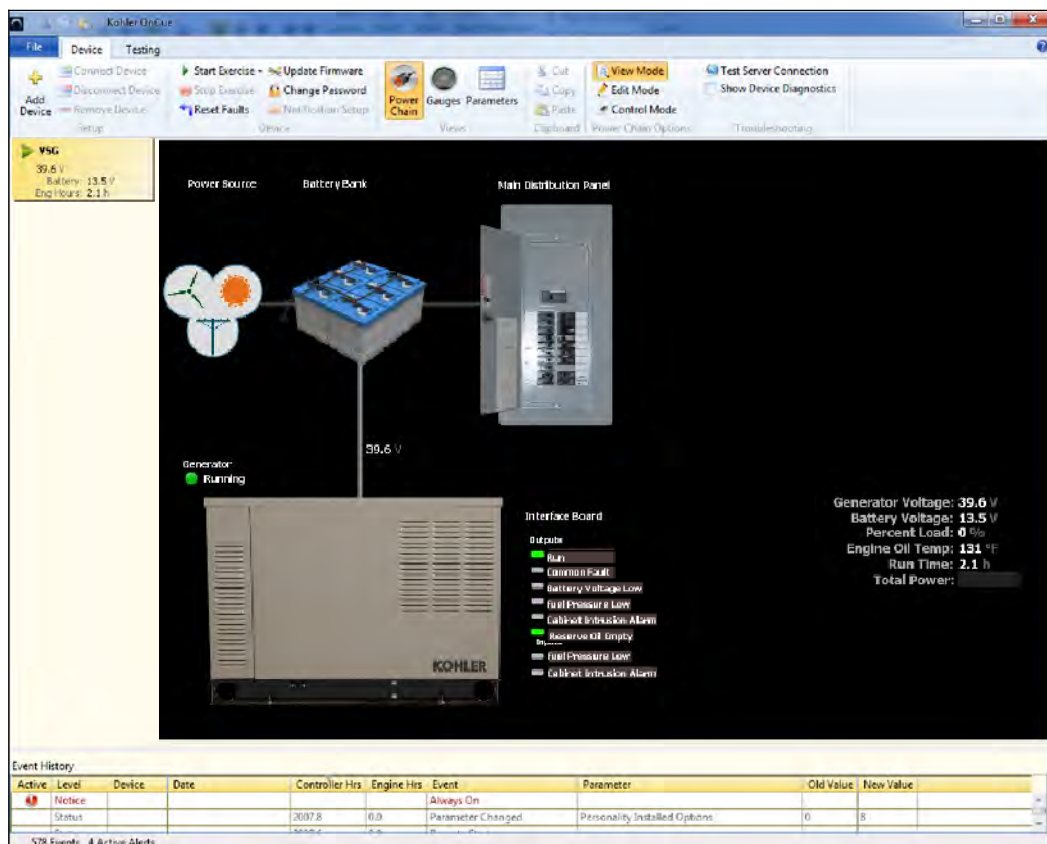 Kohler OnCue
File Device Testing
Add Device
Connect Device
Disconnect Device
Remove Device
Setup
Start Exercise
Stop Exercise
Reset Faults
Update Firmware
Change Password
Notification Setup
Device
Power Chain
Gauges
Parameters
Views
Cut
Copy
Paste
Clipboard
View Mode
Edit Mode
Control Mode
Power Chain Options
Test Server Connection
Show Device Diagnostics
Troubleshooting
VSG
39.6 V
Battery: 13.5 V
Eng Hours: 2.1 h
Power Source
Battery Bank
Main Distribution Panel
39.6 V
Generator
Running
KOHLER
Interface Board
Outputs
Run
Common Fault
Battery Voltage Low
Fuel Pressure Low
Cabinet Intrusion Alarm
Reserve Oil Empty
Fuel Pressure Low
Cabinet Intrusion Alarm
Generator Voltage: 39.6 V
Battery Voltage: 13.5 V
Percent Load: 0 %
Engine Oil Temp: 131 °F
Run Time: 2.1 h
Total Power:
Event History
Active Level Device Date Controller Hrs Engine Hrs Event Parameter Old Value New Value
Notice Always On
Status 2007.8 0.0 Parameter Changed Personality Installed Options 0 8
578 Events 4 Active Alerts